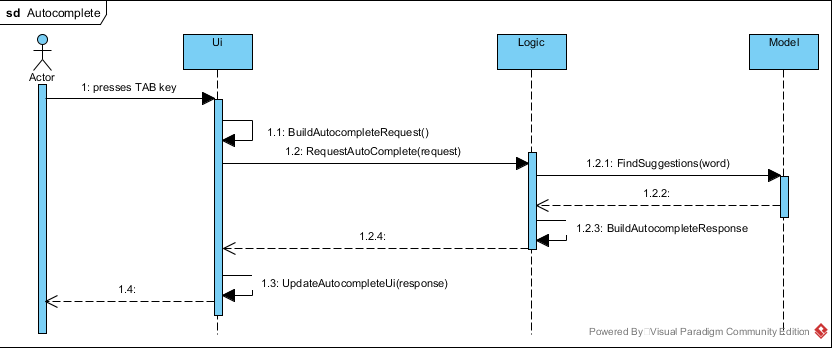 sd Autocomplete
Ui
Logic
Model
Actor
1: presses TAB key
1.1: BuildAutocompleteRequest()
1.2: RequestAutoComplete(request)
1.2.1: FindSuggestions(word)
1.2.2:
1.2.3: BuildAutocompleteResponse
1.2.4:
1.3: UpdateAutocompleteUi(response)
1.4:
Powered By Visual Paradigm Community Edition